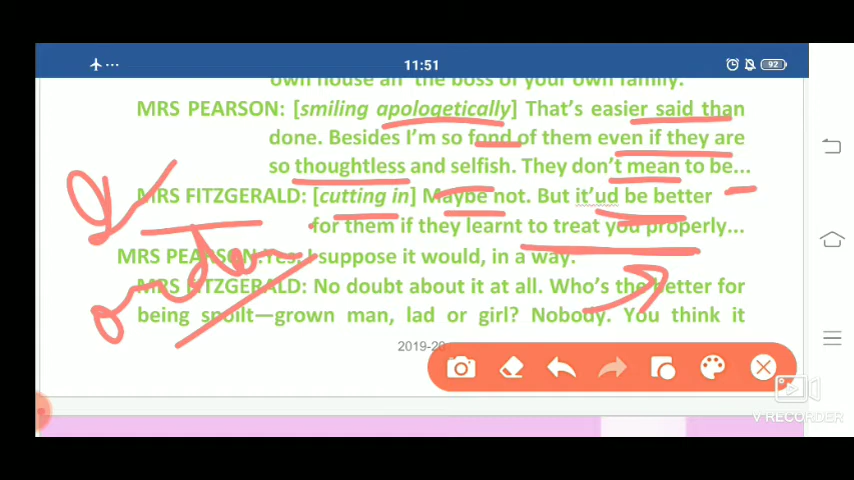 11:51
92
own house an' the boss of your own family.
MRS PEARSON: [smiling apologetically] That's easier said than
done. Besides I'm so fond of them even if they are
so thoughtless and selfish. They don't mean to be...
MRS FITZGERALD: [cutting in] Maybe not. But it'ud be better
for them if they learnt to treat you properly...
MRS PEARSON: Yes, I suppose it would, in a way.
MRS FITZGERALD: No doubt about it at all. Who's the better for
being spoilt—grown man, lad or girl? Nobody. You think it
2019-20
V RECORDER